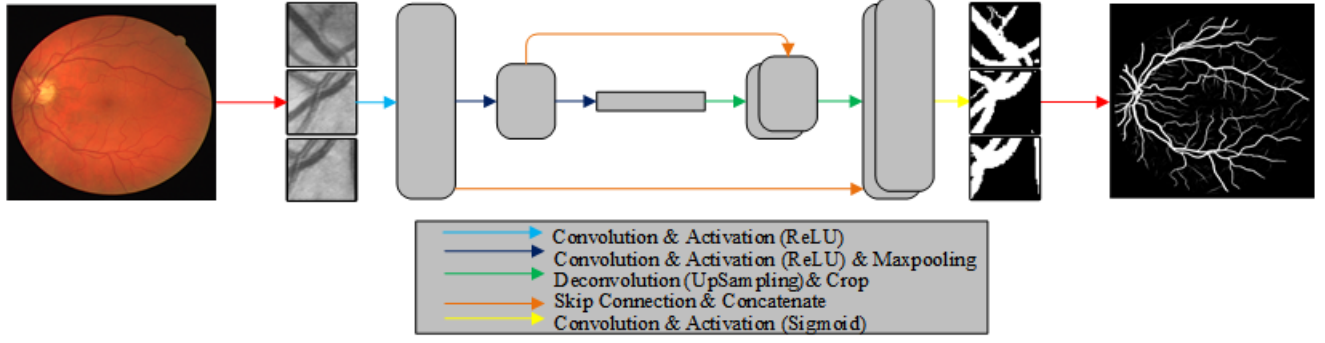 Convolution & Activation (ReLU)
Convolution & Activation (ReLU) & Maxpooling
Deconvolution (UpSampling)& Crop
Skip Connection & Concatenate
Convolution & Activation (Sigmoid)